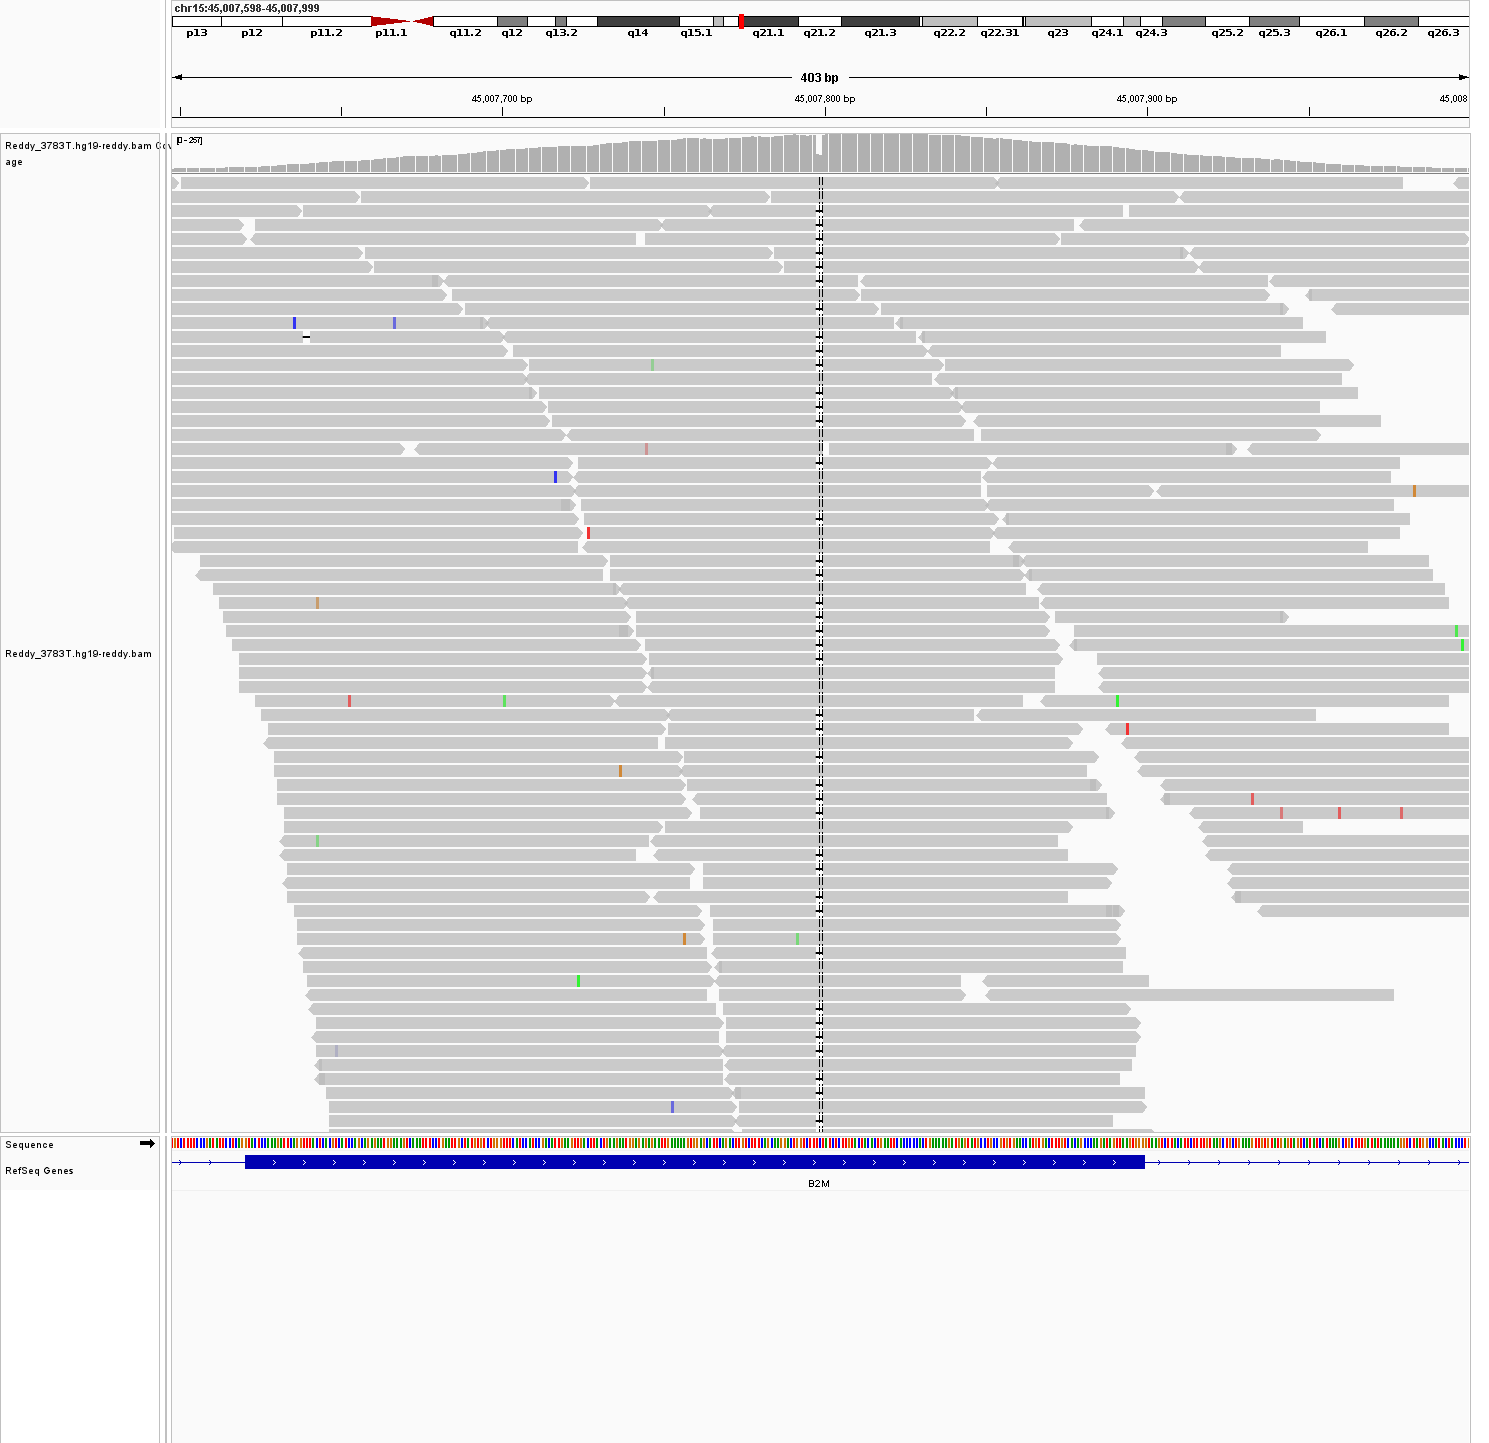 chr15:45,007,598-45,007,999
p13 p12 p11.2 p11.1 q11.2 q12 q13.2 q14 q15.1 q21.1 q21.2 q21.3 q22.2 q22.31 q23 q24.1 q24.3 q25.2 q25.3 q26.1 q26.2 q26.3
403 bp
45,007,700 bp 45,007,800 bp 45,007,900 bp 45,008
Reddy_3783T.hg19-reddy.bam Cov
age
[0 - 257]
Reddy_3783T.hg19-reddy.bam
Sequence
RefSeq Genes
B2M